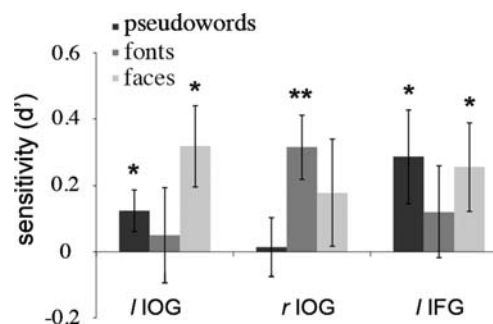 pseudowords
fonts
faces
sensitivity (d')
0.6
0.4
0.2
0
-0.2
*
*
**
*
*
l IOG
r IOG
l IFG